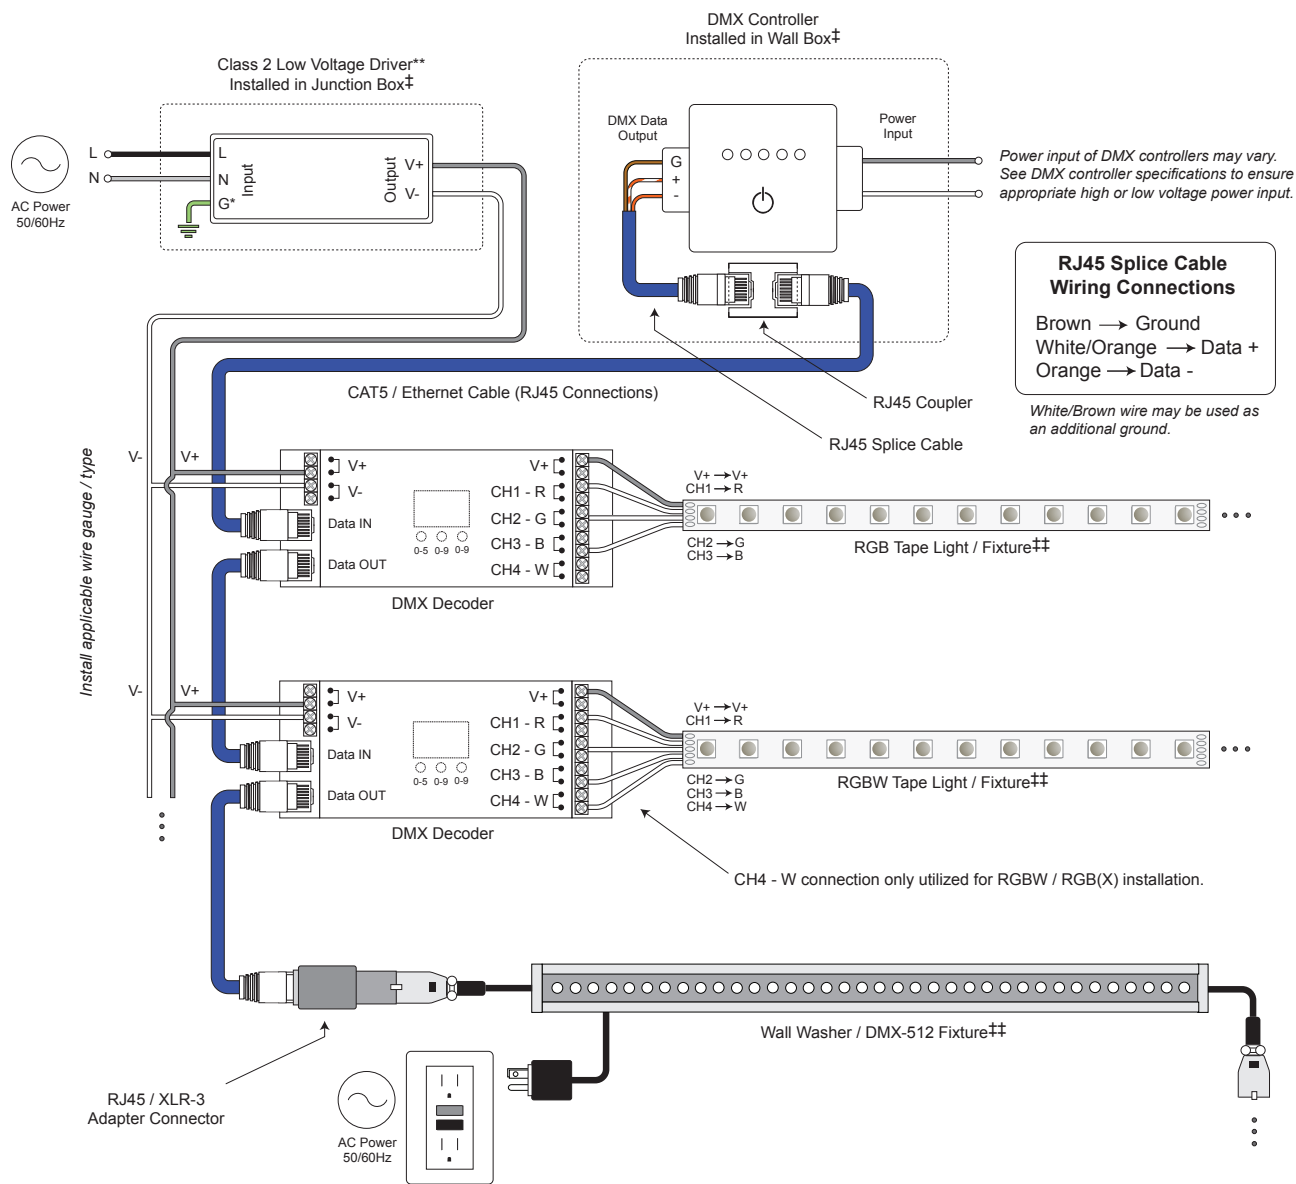 DMX Controller
Installed in Wall Box‡
Class 2 Low Voltage Driver**
Installed in Junction Box‡
AC Power
50/60Hz
L
N
L
N
G*
Input
Output
V+
V-
DMX Data
Output
G
+
-
Power
Input
Power input of DMX controllers may vary.
See DMX controller specifications to ensure
appropriate high or low voltage power input.
RJ45 Splice Cable
Wiring Connections
Brown → Ground
White/Orange → Data +
Orange → Data -
White/Brown wire may be used as
an additional ground.
CAT5 / Ethernet Cable (RJ45 Connections)
RJ45 Coupler
RJ45 Splice Cable
Install applicable wire gauge / type
V-
V+
V+
V-
Data IN
Data OUT
0-5 0-9 0-9
V+
CH1 - R
CH2 - G
CH3 - B
CH4 - W
DMX Decoder
V+ → V+
CH1 → R
CH2 → G
CH3 → B
RGB Tape Light / Fixture‡‡
V-
V+
V+
V-
Data IN
Data OUT
0-5 0-9 0-9
V+
CH1 - R
CH2 - G
CH3 - B
CH4 - W
DMX Decoder
V+ → V+
CH1 → R
CH2 → G
CH3 → B
CH4 → W
RGBW Tape Light / Fixture‡‡
CH4 - W connection only utilized for RGBW / RGB(X) installation.
Wall Washer / DMX-512 Fixture‡‡
RJ45 / XLR-3
Adapter Connector
AC Power
50/60Hz